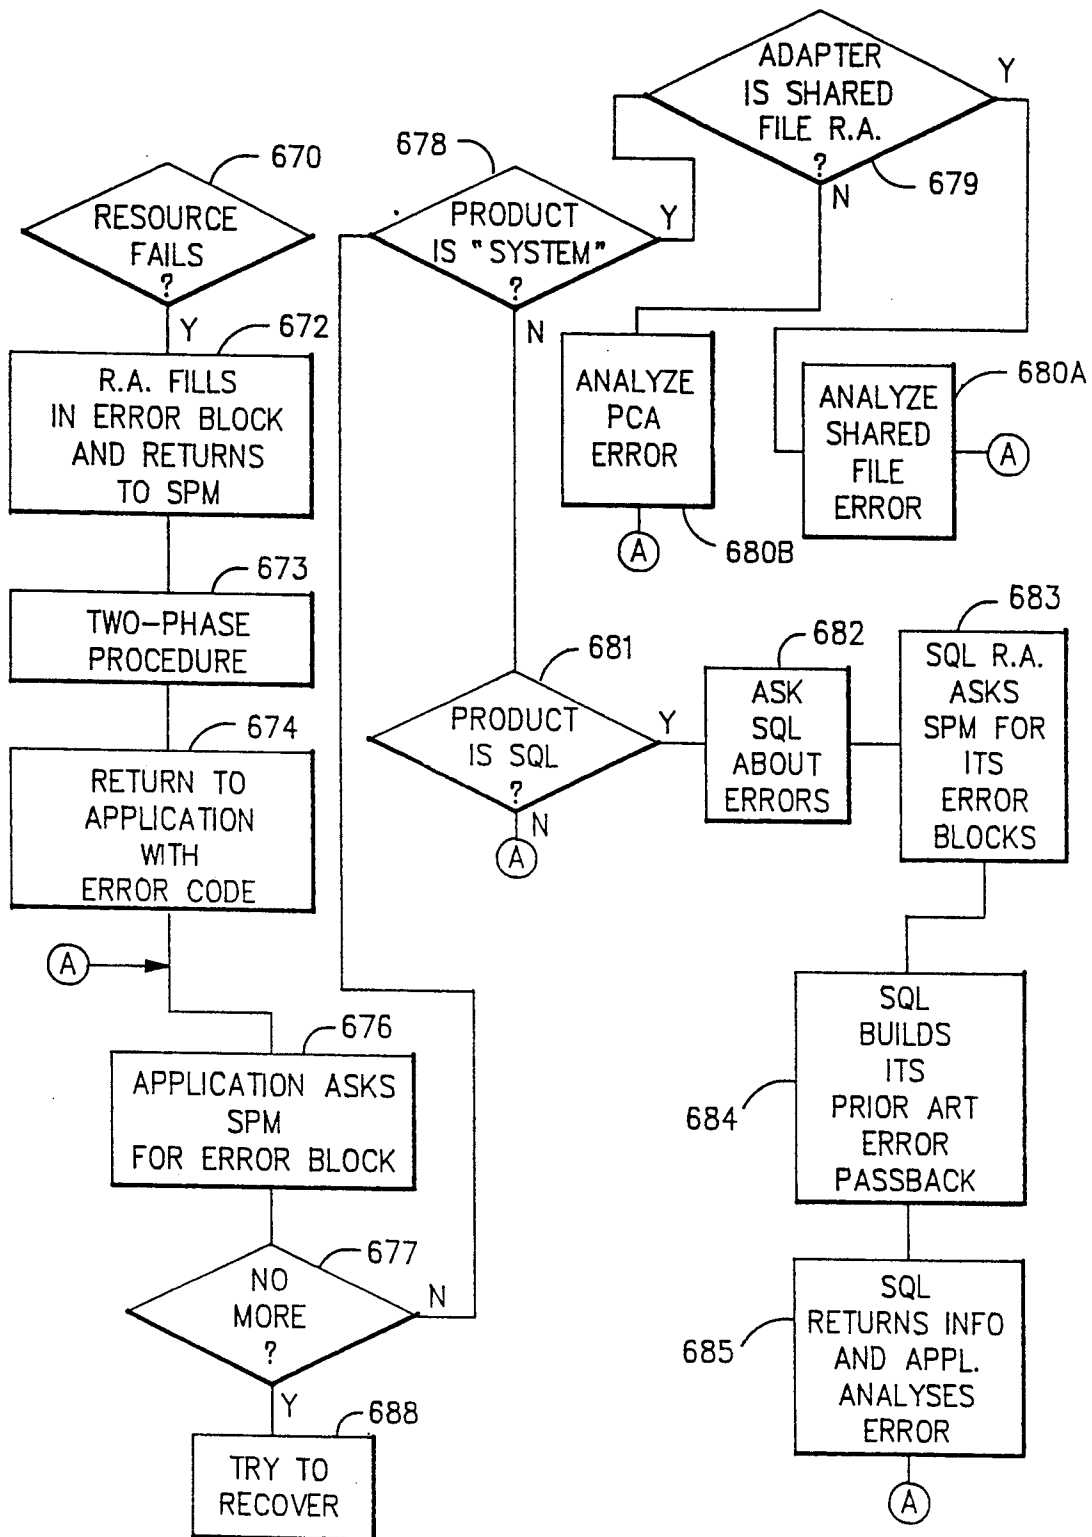 670
RESOURCE
FAILS
?
Y
672
R.A. FILLS
IN ERROR BLOCK
AND RETURNS
TO SPM
673
TWO-PHASE
PROCEDURE
674
RETURN TO
APPLICATION
WITH
ERROR CODE
A
676
APPLICATION ASKS
SPM
FOR ERROR BLOCK
677
NO
MORE
?
N
Y
688
TRY TO
RECOVER
678
PRODUCT
IS "SYSTEM"
?
Y
N
ADAPTER
IS SHARED
FILE R.A.
?
Y
N
679
ANALYZE
PCA
ERROR
680B
A
680A
ANALYZE
SHARED
FILE
ERROR
A
681
PRODUCT
IS SQL
?
Y
N
A
682
ASK
SQL
ABOUT
ERRORS
683
SQL R.A.
ASKS
SPM FOR
ITS
ERROR
BLOCKS
684
SQL
BUILDS
ITS
PRIOR ART
ERROR
PASSBACK
685
SQL
RETURNS INFO
AND APPL.
ANALYSES
ERROR
A